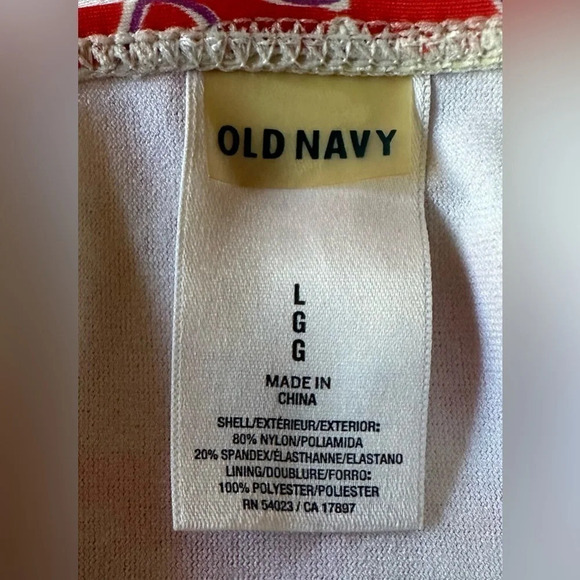 OLD NAVY
L
G
G
MADE IN
CHINA
SHELL/EXTÉRIEUR/EXTERIOR:
80% NYLON/POLIAMIDA
20% SPANDEX/ÉLASTHANNE/ELASTANO
LINING/DOUBLURE/FORRO:
100% POLYESTER/POLIÉSTER
RN 54023 / CA 17897